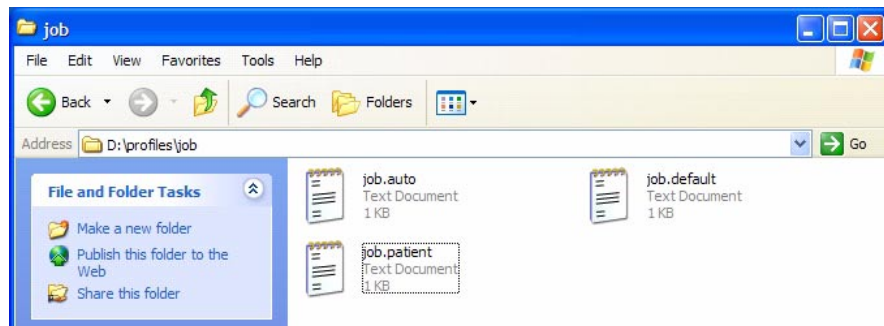 job
File Edit View Favorites Tools Help
Back Search Folders
Address D:\profiles\job Go
File and Folder Tasks
Make a new folder
Publish this folder to the
Web
Share this folder
job.auto
Text Document
1 KB
job.default
Text Document
1 KB
job.patient
Text Document
1 KB